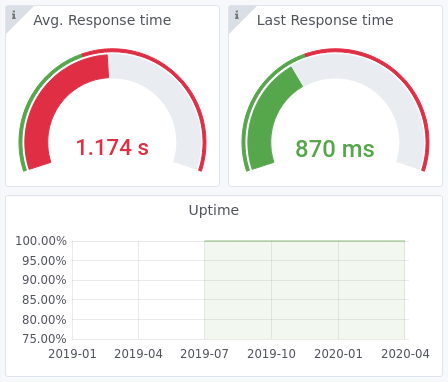 i
Avg. Response time
1.174 s
i
Last Response time
870 ms
Uptime
100.00%
95.00%
90.00%
85.00%
80.00%
75.00%
2019-01 2019-04 2019-07 2019-10 2020-01 2020-04